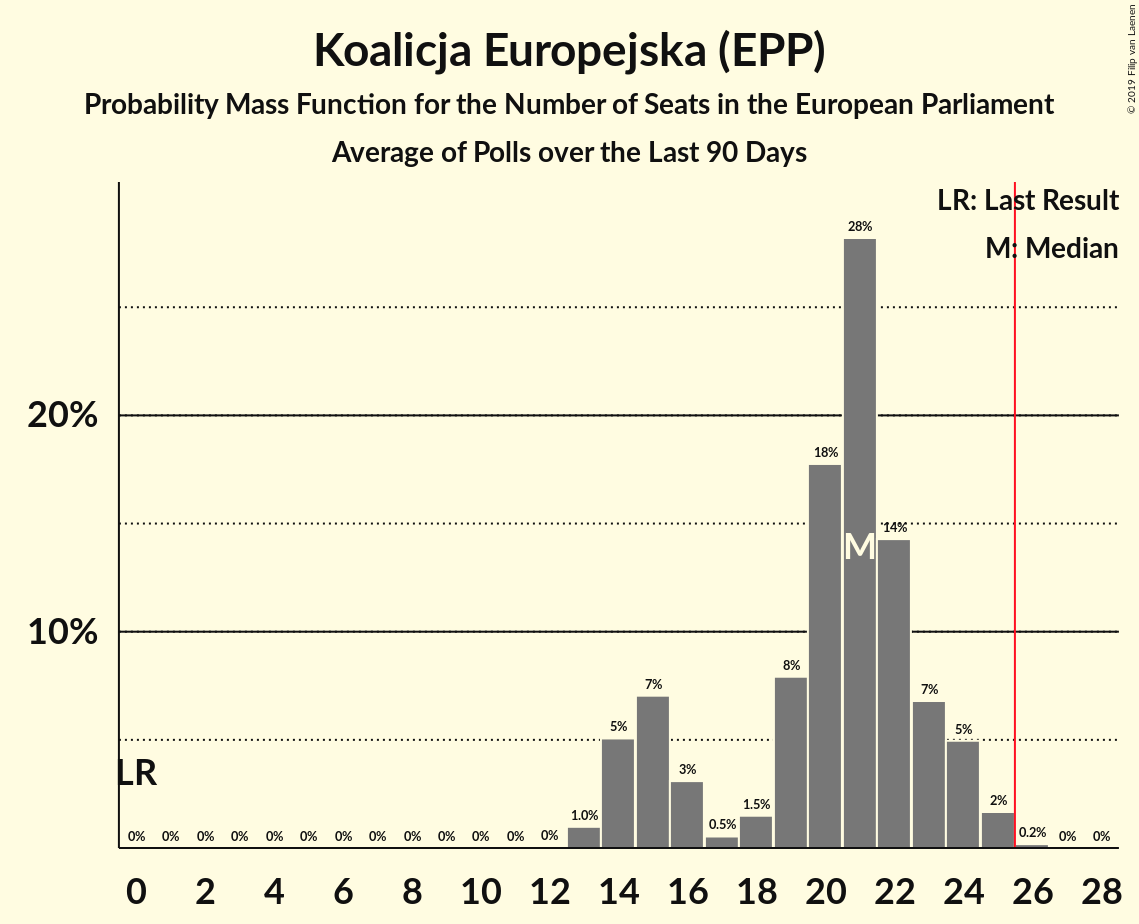 Koalicja Europejska (EPP)
Probability Mass Function for the Number of Seats in the European Parliament
Average of Polls over the Last 90 Days
© 2019 Filip van Laenen
LR: Last Result
M: Median
28%
20%
18%
14%
M
10%
8%
7%
7%
5%
5%
3%
2%
1.5%
1.0%
0.5%
0.2%
LR
0% 0% 0% 0% 0% 0% 0% 0% 0% 0% 0% 0% 0% 0% 0%
0 2 4 6 8 10 12 14 16 18 20 22 24 26 28